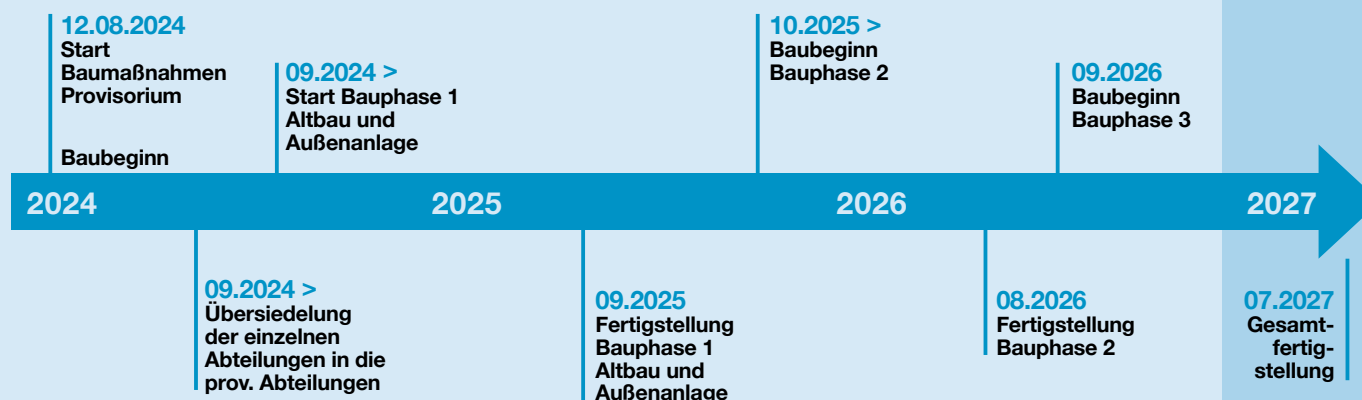 12.08.2024
Start
Baumaßnahmen
Provisorium
Baubeginn
09.2024 >
Start Bauphase 1
Altbau und
Außenanlage
10.2025 >
Baubeginn
Bauphase 2
09.2026
Baubeginn
Bauphase 3
2024
2025
2026
2027
09.2024 >
Übersiedelung
der einzelnen
Abteilungen in die
prov. Abteilungen
09.2025
Fertigstellung
Bauphase 1
Altbau und
Außenanlage
08.2026
Fertigstellung
Bauphase 2
07.2027
Gesamt-
fertig-
stellung